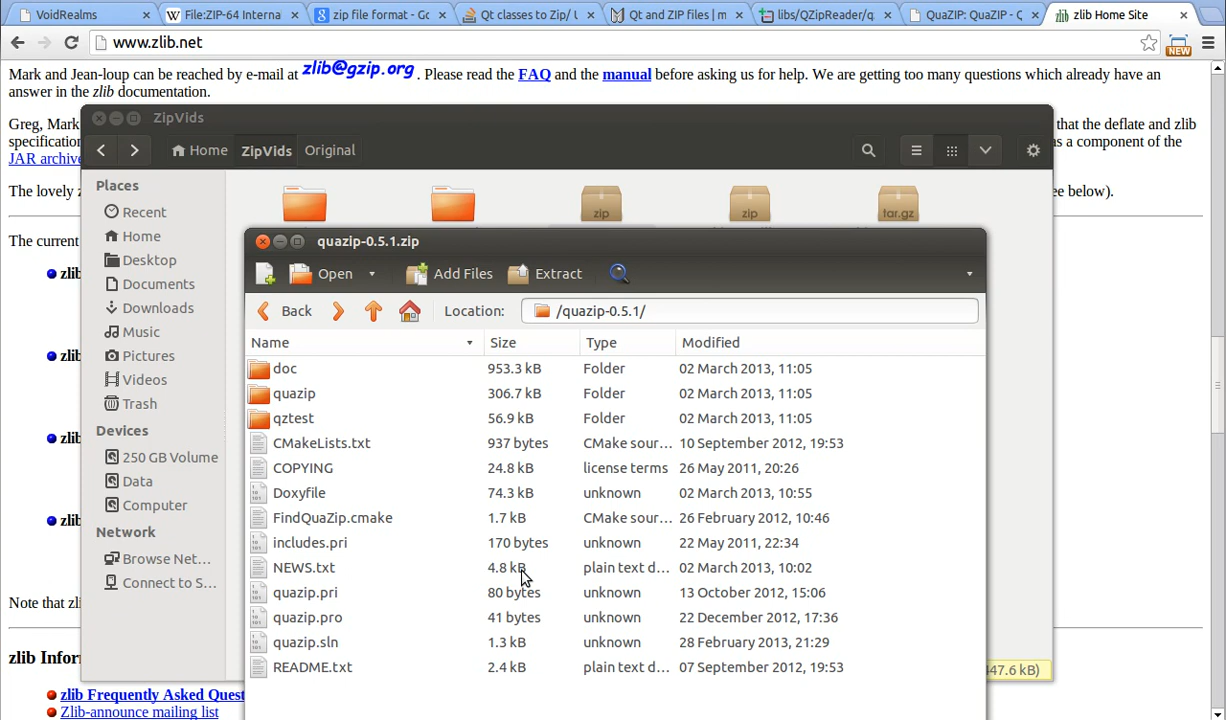 VoidRealms
File:ZIP-64 Interna
zip file format - Go
Qt classes to Zip/ U
Qt and ZIP files | m
libs/QZipReader/q
QuaZIP: QuaZIP - Q
zlib Home Site
www.zlib.net
NEW
Mark and Jean-loup can be reached by e-mail at zlib@gzip.org . Please read the FAQ and the manual before asking us for help. We are getting too many questions which already have an
answer in the zlib documentation.
Greg, Mark
that the deflate and zlib
specification
as a component of the
JAR archive
The lovely
ee below).
The current
zlib
zlib
zlib
zlib
Note that zli
zlib Infor
zlib Frequently Asked Quest
Zlib-announce mailing list
ZipVids
Home
ZipVids
Original
Places
Recent
Home
Desktop
Documents
Downloads
Music
Pictures
Videos
Trash
Devices
250 GB Volume
Data
Computer
Network
Browse Net...
Connect to S...
zip
zip
tar.gz
447.6 kB)
quazip-0.5.1.zip
Open
Add Files
Extract
Back
Location:
/quazip-0.5.1/
Name Size Type Modified
doc 953.3 kB Folder 02 March 2013, 11:05
quazip 306.7 kB Folder 02 March 2013, 11:05
qztest 56.9 kB Folder 02 March 2013, 11:05
CMakeLists.txt 937 bytes CMake sour... 10 September 2012, 19:53
COPYING 24.8 kB license terms 26 May 2011, 20:26
Doxyfile 74.3 kB unknown 02 March 2013, 10:55
FindQuaZip.cmake 1.7 kB CMake sour... 26 February 2012, 10:46
includes.pri 170 bytes unknown 22 May 2011, 22:34
NEWS.txt 4.8 kB plain text d... 02 March 2013, 10:02
quazip.pri 80 bytes unknown 13 October 2012, 15:06
quazip.pro 41 bytes unknown 22 December 2012, 17:36
quazip.sln 1.3 kB unknown 28 February 2013, 21:29
README.txt 2.4 kB plain text d... 07 September 2012, 19:53